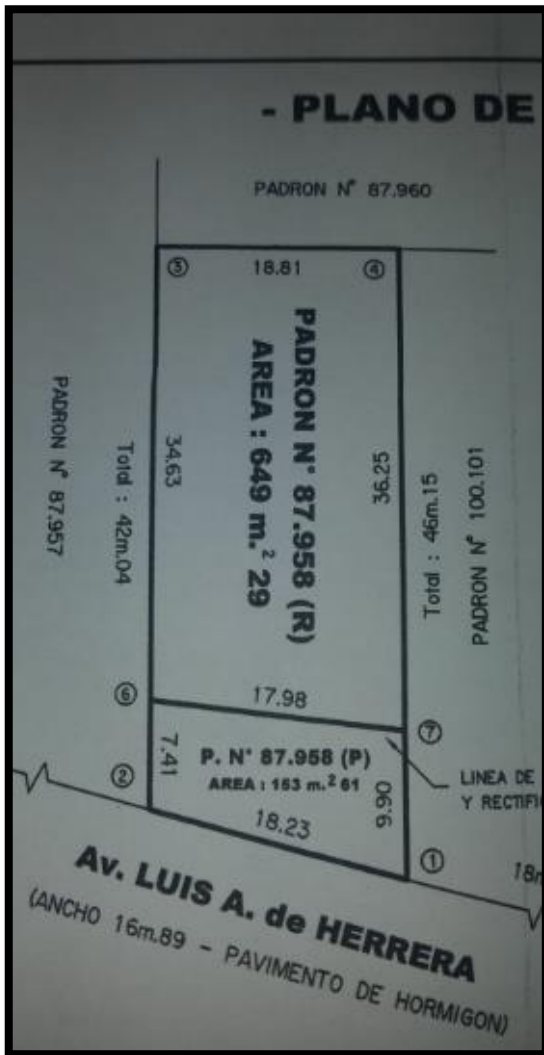 - PLANO DE
PADRON N° 87.960
③
18.81
④
PADRON N° 87.958 (R)
AREA : 649 m.² 29
34.63
36.25
PADRON N° 87.957
Total : 42m.04
Total : 46m.15
PADRON N° 100.101
⑥
17.98
⑦
7.41
P. N° 87.958 (P)
AREA : 153 m.² 61
9.90
LINEA DE
Y RECTIFI
②
18.23
①
18m
Av. LUIS A. de HERRERA
(ANCHO 16m.89 - PAVIMENTO DE HORMIGON)